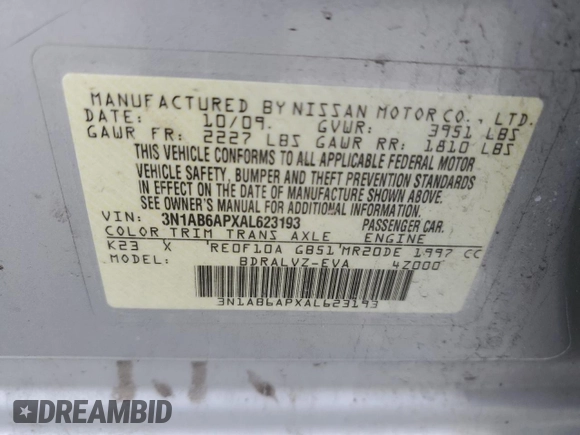 MANUFACTURED BY NISSAN MOTOR CO., LTD.
DATE: 10/09. GVWR: 3951 LBS
GAWR FR: 2227 LBS GAWR RR: 1810 LBS
THIS VEHICLE CONFORMS TO ALL APPLICABLE FEDERAL MOTOR
VEHICLE SAFETY, BUMPER AND THEFT PREVENTION STANDARDS
IN EFFECT ON THE DATE OF MANUFACTURE SHOWN ABOVE.
SEE OWNER'S MANUAL FOR ADDITIONAL INFORMATION.
VIN: 3N1AB6APXAL623193 PASSENGER CAR.
COLOR TRIM TRANS AXLE ENGINE
K23 X 'RE0F10A GB51'MR20DE 1997 CC
MODEL: BDRALVZ-EVA 4Z000
3N1AB6APXAL623193
DREAMBID